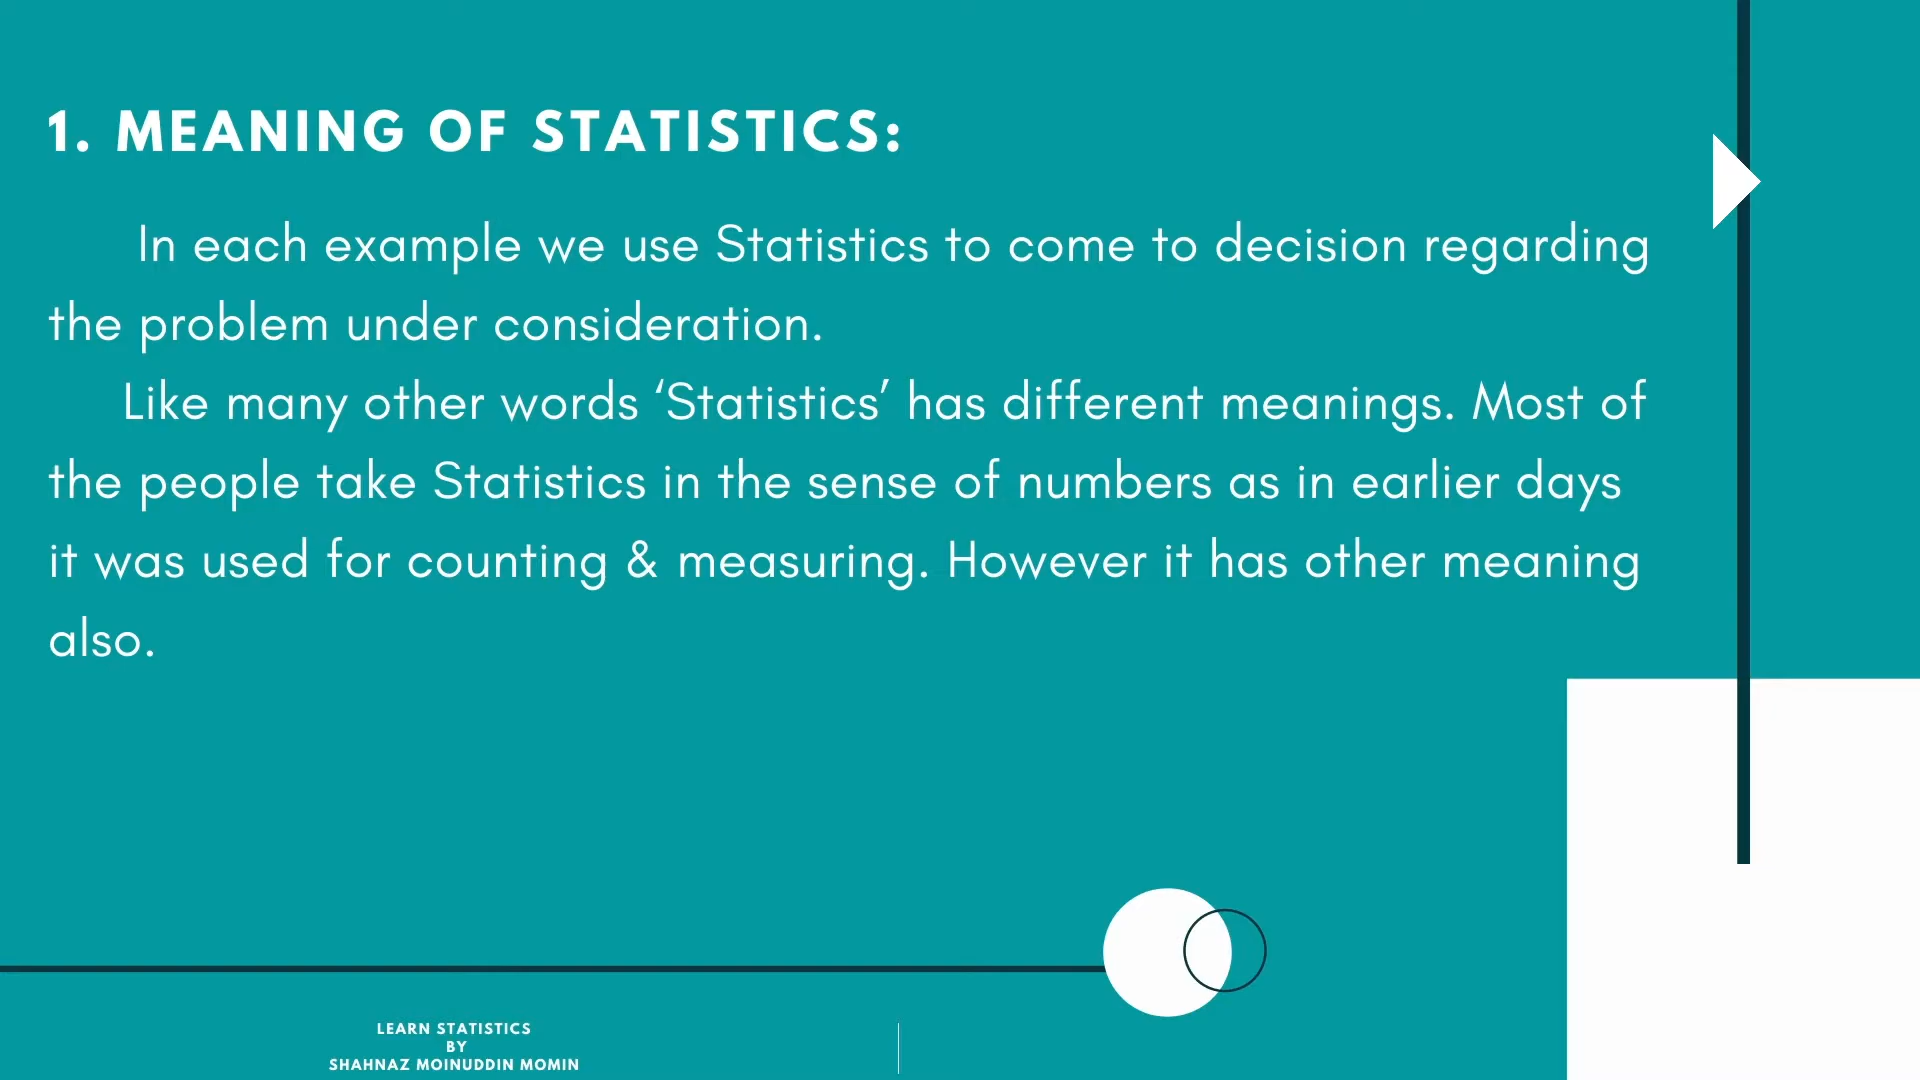 1. MEANING OF STATISTICS:
In each example we use Statistics to come to decision regarding
the problem under consideration.
Like many other words ‘Statistics’ has different meanings. Most of
the people take Statistics in the sense of numbers as in earlier days
it was used for counting & measuring. However it has other meaning
also.
LEARN STATISTICS
BY
SHAHNAZ MOINUDDIN MOMIN